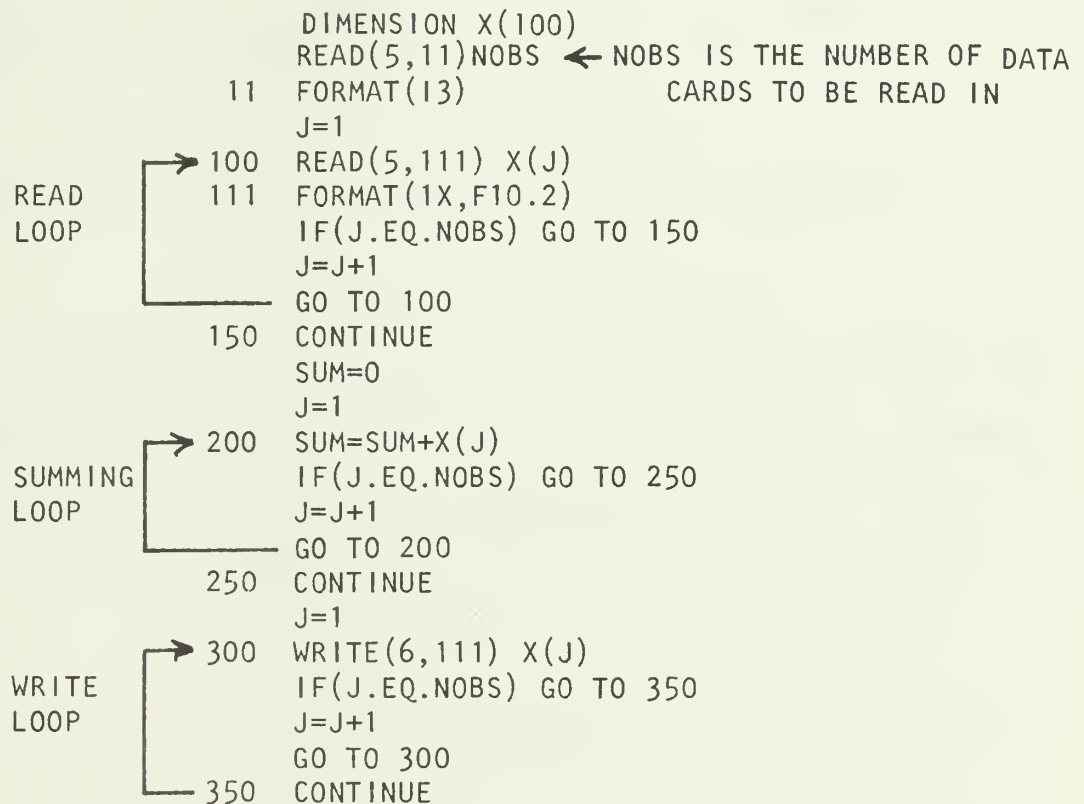 DIMENSION X(100)
READ(5,11)NOBS ← NOBS IS THE NUMBER OF DATA
11 FORMAT(I3) CARDS TO BE READ IN
J=1
100 READ(5,111) X(J)
READ 111 FORMAT(1X,F10.2)
LOOP IF(J.EQ.NOBS) GO TO 150
J=J+1
GO TO 100
150 CONTINUE
SUM=0
J=1
200 SUM=SUM+X(J)
SUMMING IF(J.EQ.NOBS) GO TO 250
LOOP J=J+1
GO TO 200
250 CONTINUE
J=1
300 WRITE(6,111) X(J)
WRITE IF(J.EQ.NOBS) GO TO 350
LOOP J=J+1
GO TO 300
350 CONTINUE